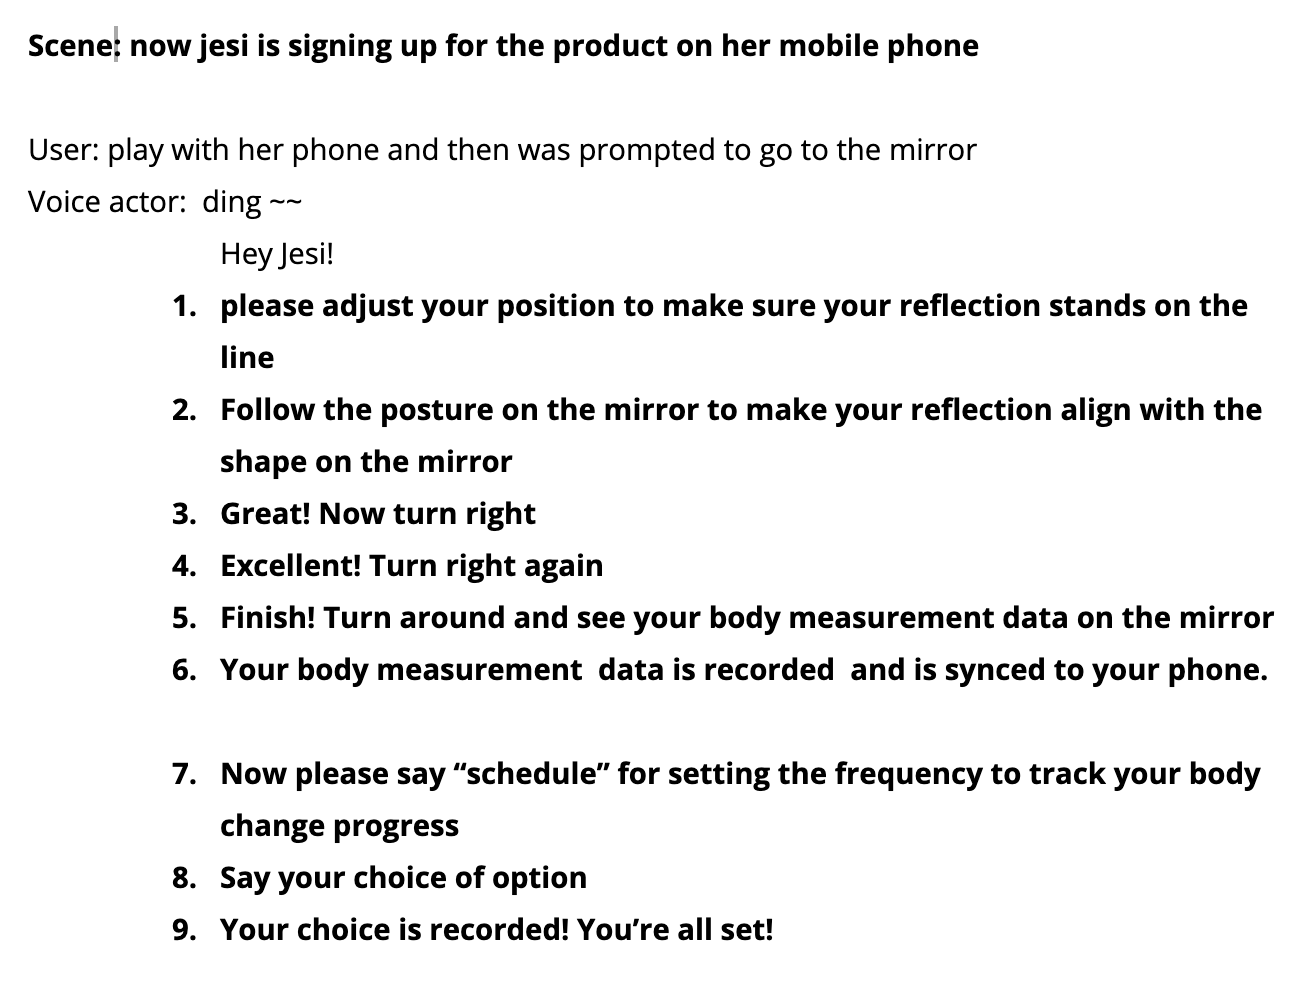 Scene: now jesi is signing up for the product on her mobile phone
User: play with her phone and then was prompted to go to the mirror
Voice actor:  ding ~~
Hey Jesi!
1. please adjust your position to make sure your reflection stands on the
line
2. Follow the posture on the mirror to make your reflection align with the
shape on the mirror
3. Great! Now turn right
4. Excellent! Turn right again
5. Finish! Turn around and see your body measurement data on the mirror
6. Your body measurement  data is recorded  and is synced to your phone.
7. Now please say “schedule” for setting the frequency to track your body
change progress
8. Say your choice of option
9. Your choice is recorded! You’re all set!